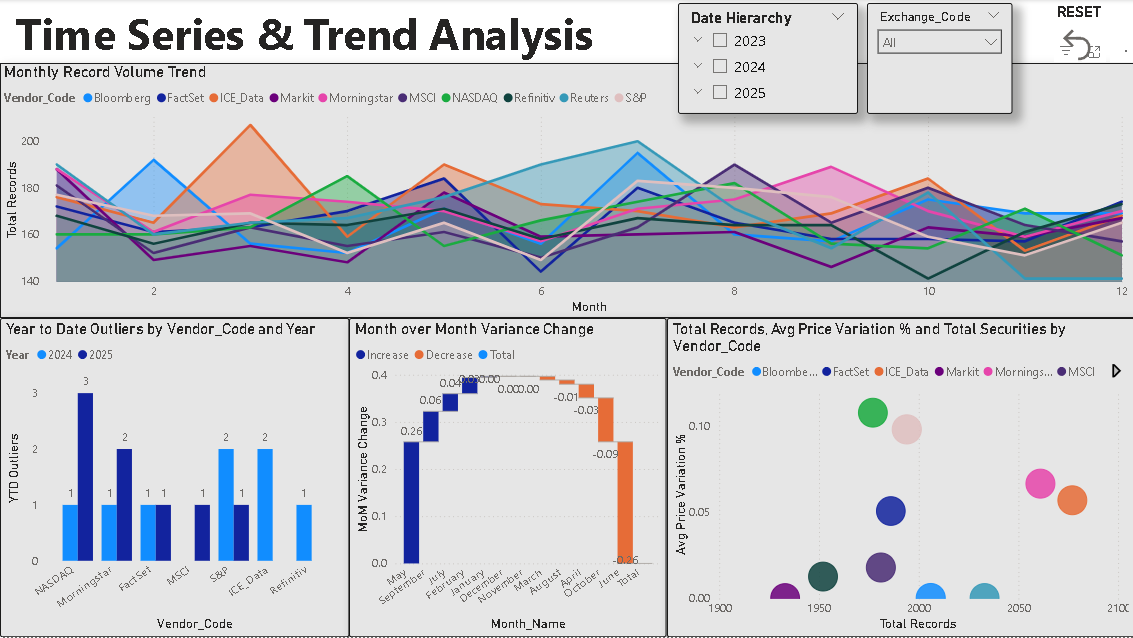 Time Series & Trend Analysis
Date Hierarchy
2023
2024
2025
Exchange_Code
All
RESET
Monthly Record Volume Trend
Vendor_Code Bloomberg FactSet ICE_Data Markit Morningstar MSCI NASDAQ Refinitiv Reuters S&P
Total Records
200
180
160
140
2 4 6 8 10 12
Month
Year to Date Outliers by Vendor_Code and Year
Year 2024 2025
YTD Outliers
3
2
1
0
1 3 1 2 1 1 1 2 1 2 1
NASDAQ Morningstar FactSet MSCI S&P ICE_Data Refinitiv
Vendor_Code
Month over Month Variance Change
Increase Decrease Total
MoM Variance Change
0.4
0.3
0.2
0.1
0.0
0.26 0.06 0.04 0.03 0.00 0.00 0.00 -0.01 -0.03 -0.09 -0.26
May September July February January December November March August April October June Total
Month_Name
Total Records, Avg Price Variation % and Total Securities by
Vendor_Code
Vendor_Code Bloombe... FactSet ICE_Data Markit Mornings... MSCI
Avg Price Variation %
0.10
0.05
0.00
1900 1950 2000 2050 2100
Total Records